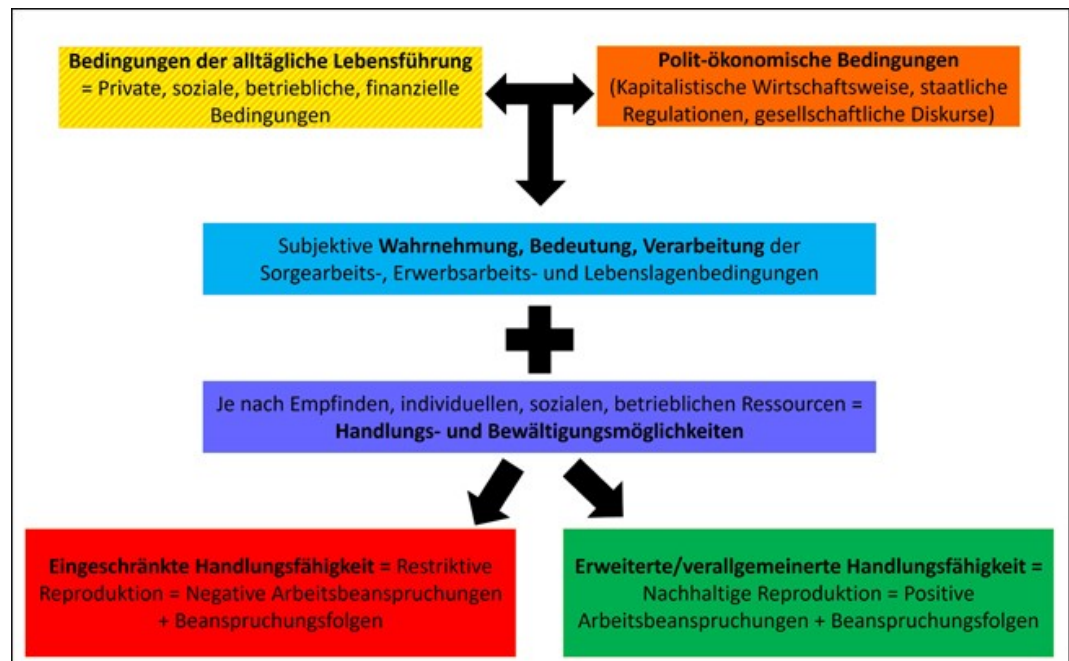 Bedingungen der alltägliche Lebensführung
= Private, soziale, betriebliche, finanzielle
Bedingungen
Polit-ökonomische Bedingungen
(Kapitalistische Wirtschaftsweise, staatliche
Regulationen, gesellschaftliche Diskurse)
Subjektive Wahrnehmung, Bedeutung, Verarbeitung der
Sorgearbeits-, Erwerbsarbeits- und Lebenslagenbedingungen
Je nach Empfinden, individuellen, sozialen, betrieblichen Ressourcen =
Handlungs- und Bewältigungsmöglichkeiten
Eingeschränkte Handlungsfähigkeit = Restriktive
Reproduktion = Negative Arbeitsbeanspruchungen
+ Beanspruchungsfolgen
Erweiterte/verallgemeinerte Handlungsfähigkeit =
Nachhaltige Reproduktion = Positive
Arbeitsbeanspruchungen + Beanspruchungsfolgen